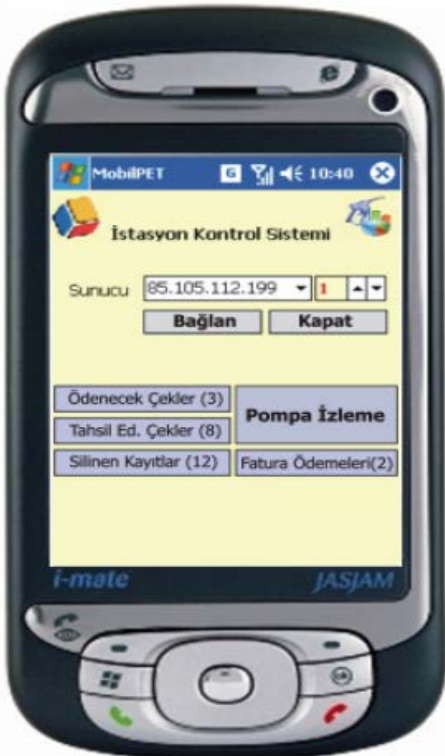 MobilPET G 10:40
İstasyon Kontrol Sistemi
Sunucu 85.105.112.199 1
Bağlan Kapat
Ödenecek Çekler (3)
Pompa İzleme
Tahsil Ed. Çekler (8)
Silinen Kayıtlar (12) Fatura Ödemeleri(2)
i-mate JASJAM
ok